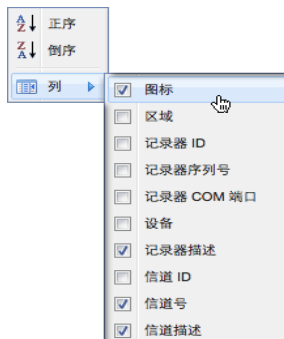 正序
倒序
列
图标
区域
记录器 ID
记录器序列号
记录器 COM 端口
设备
记录器描述
信道 ID
信道号
信道描述